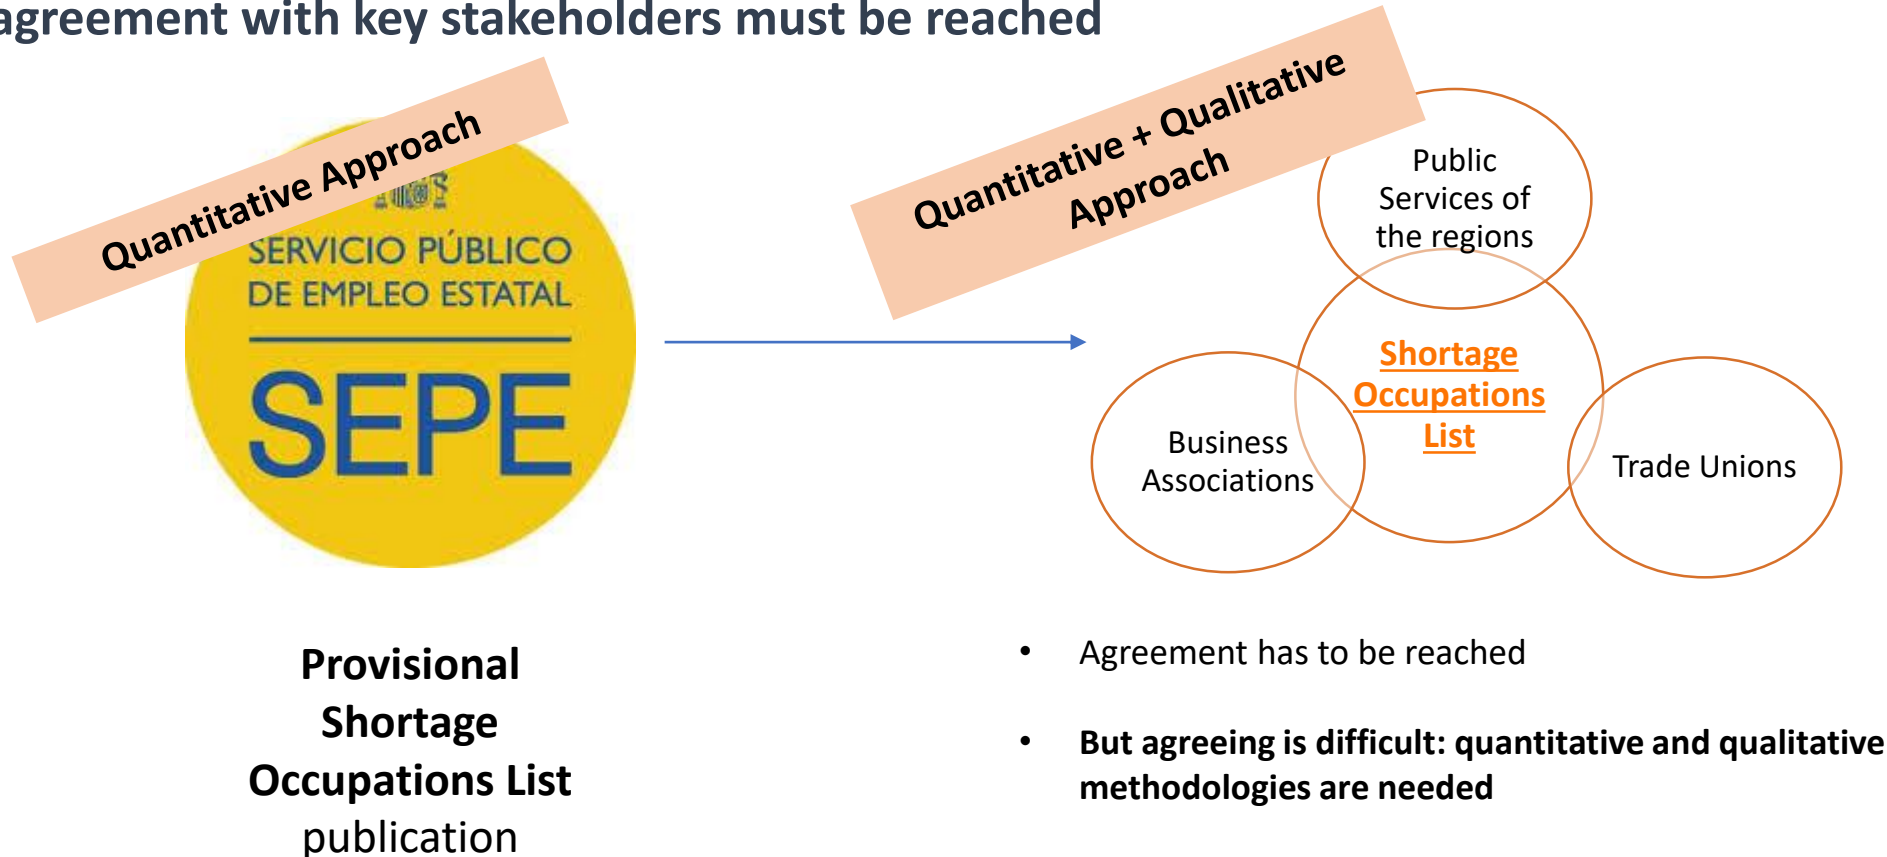 agreement with key stakeholders must be reached
Quantitative Approach
SERVICIO PÚBLICO
DE EMPLEO ESTATAL
SEPE
Provisional
Shortage
Occupations List
publication
Quantitative + Qualitative
Approach
Public
Services of
the regions
Shortage
Occupations
List
Business
Associations
Trade Unions
• Agreement has to be reached
• But agreeing is difficult: quantitative and qualitative
methodologies are needed